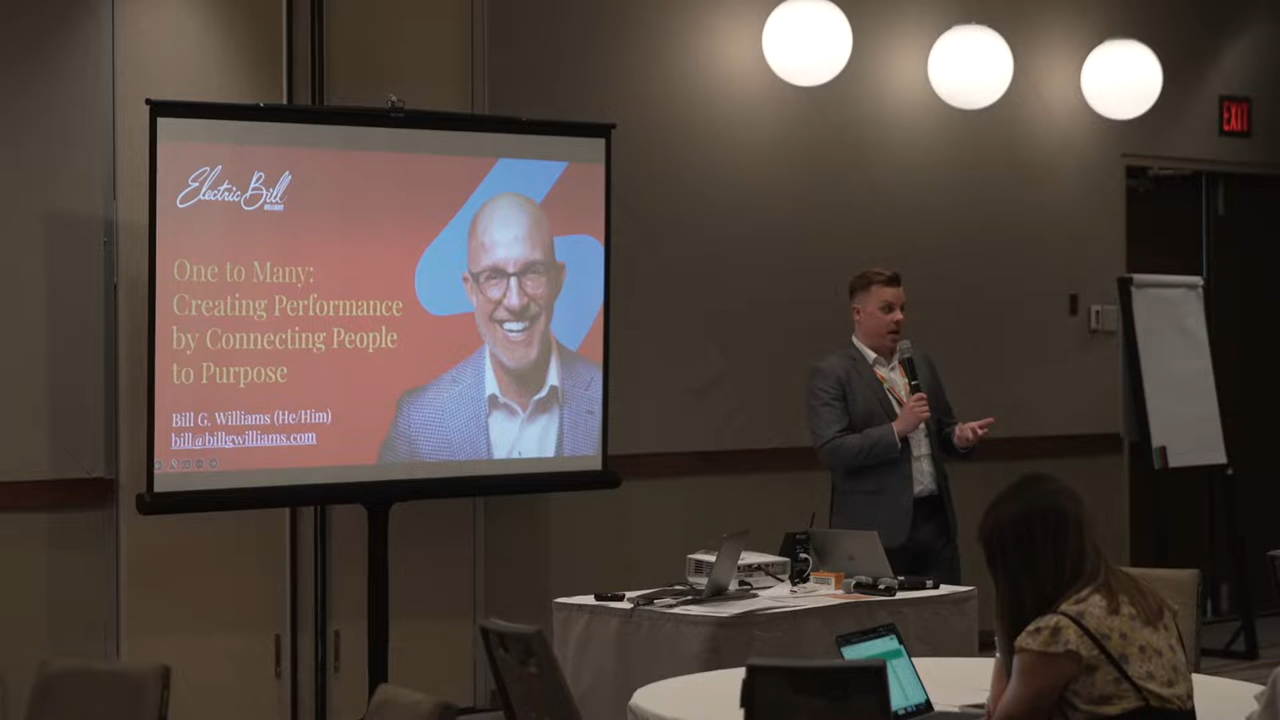 Electric Bill
WILLIAMS
One to Many:
Creating Performance
by Connecting People
to Purpose
Bill G. Williams (He/Him)
bill@billgwilliams.com
EXIT